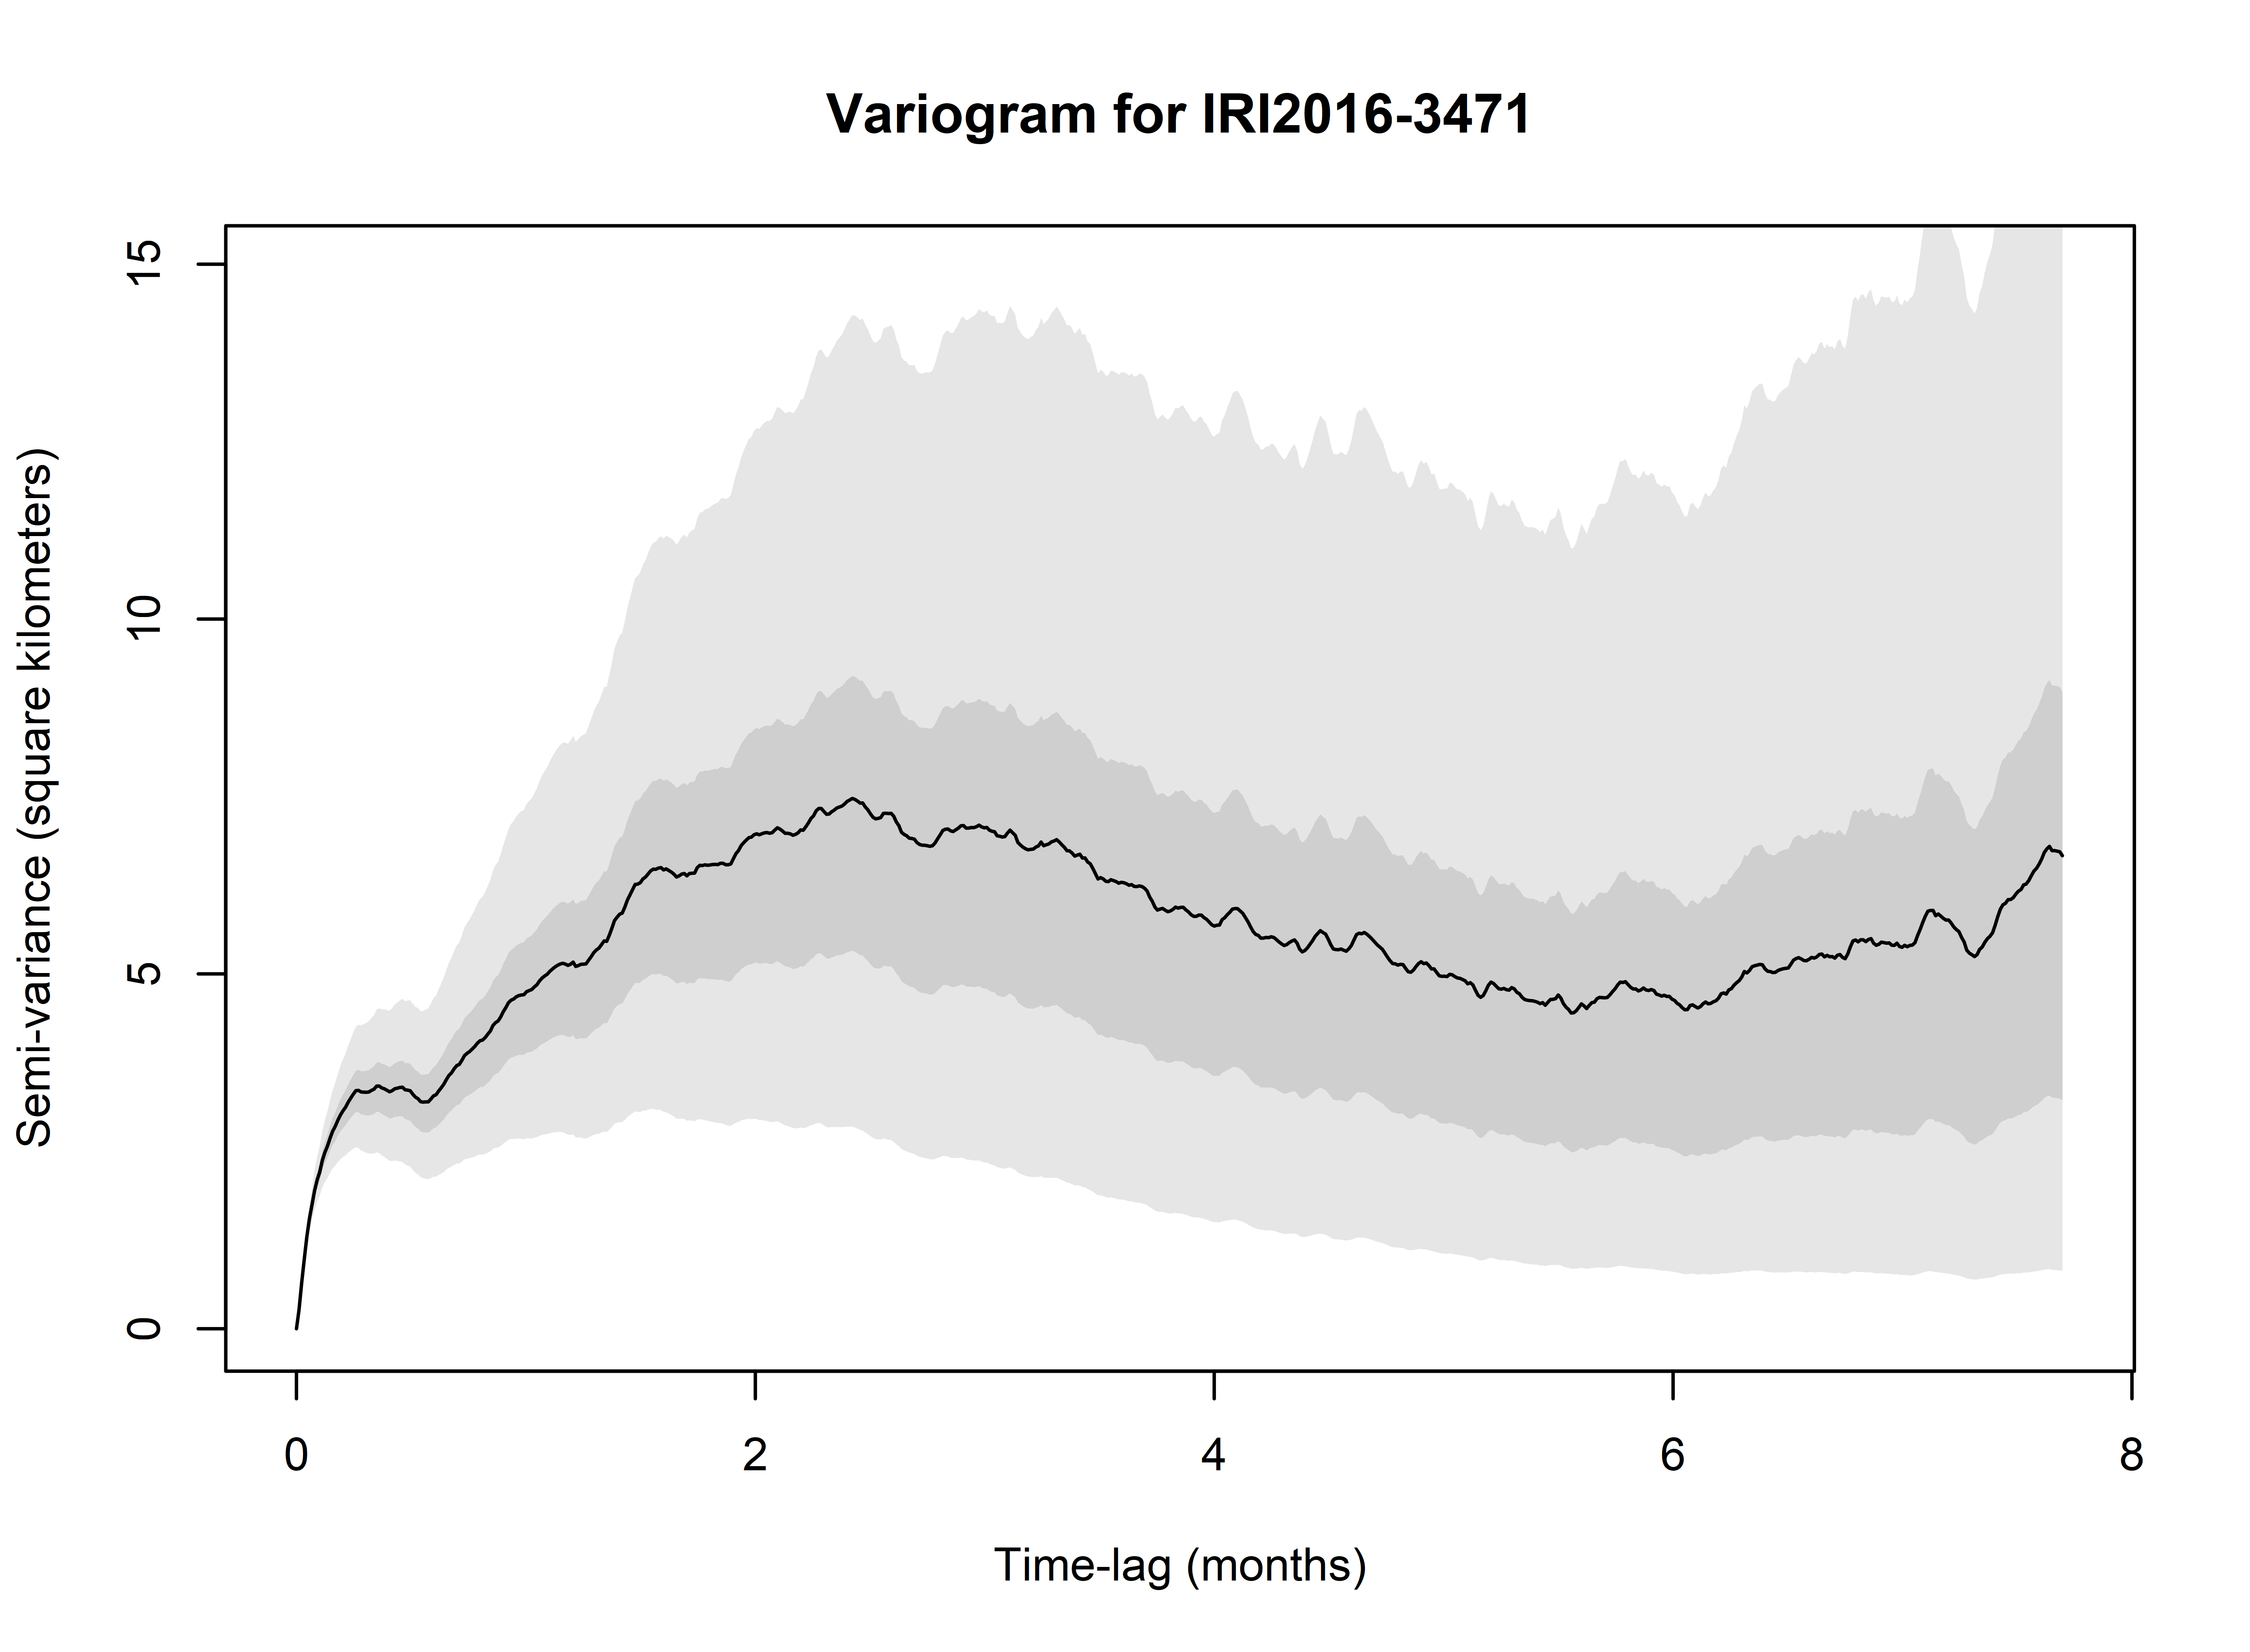 Variogram for IRI2016-3471
Semi-variance (square kilometers)
15
10
5
0
0 2 4 6 8
Time-lag (months)